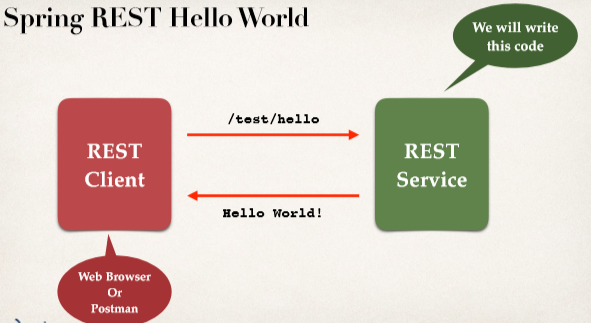 Spring REST Hello World
We will write
this code
/test/hello
REST
Client
REST
Service
Hello World!
Web Browser
Or
Postman